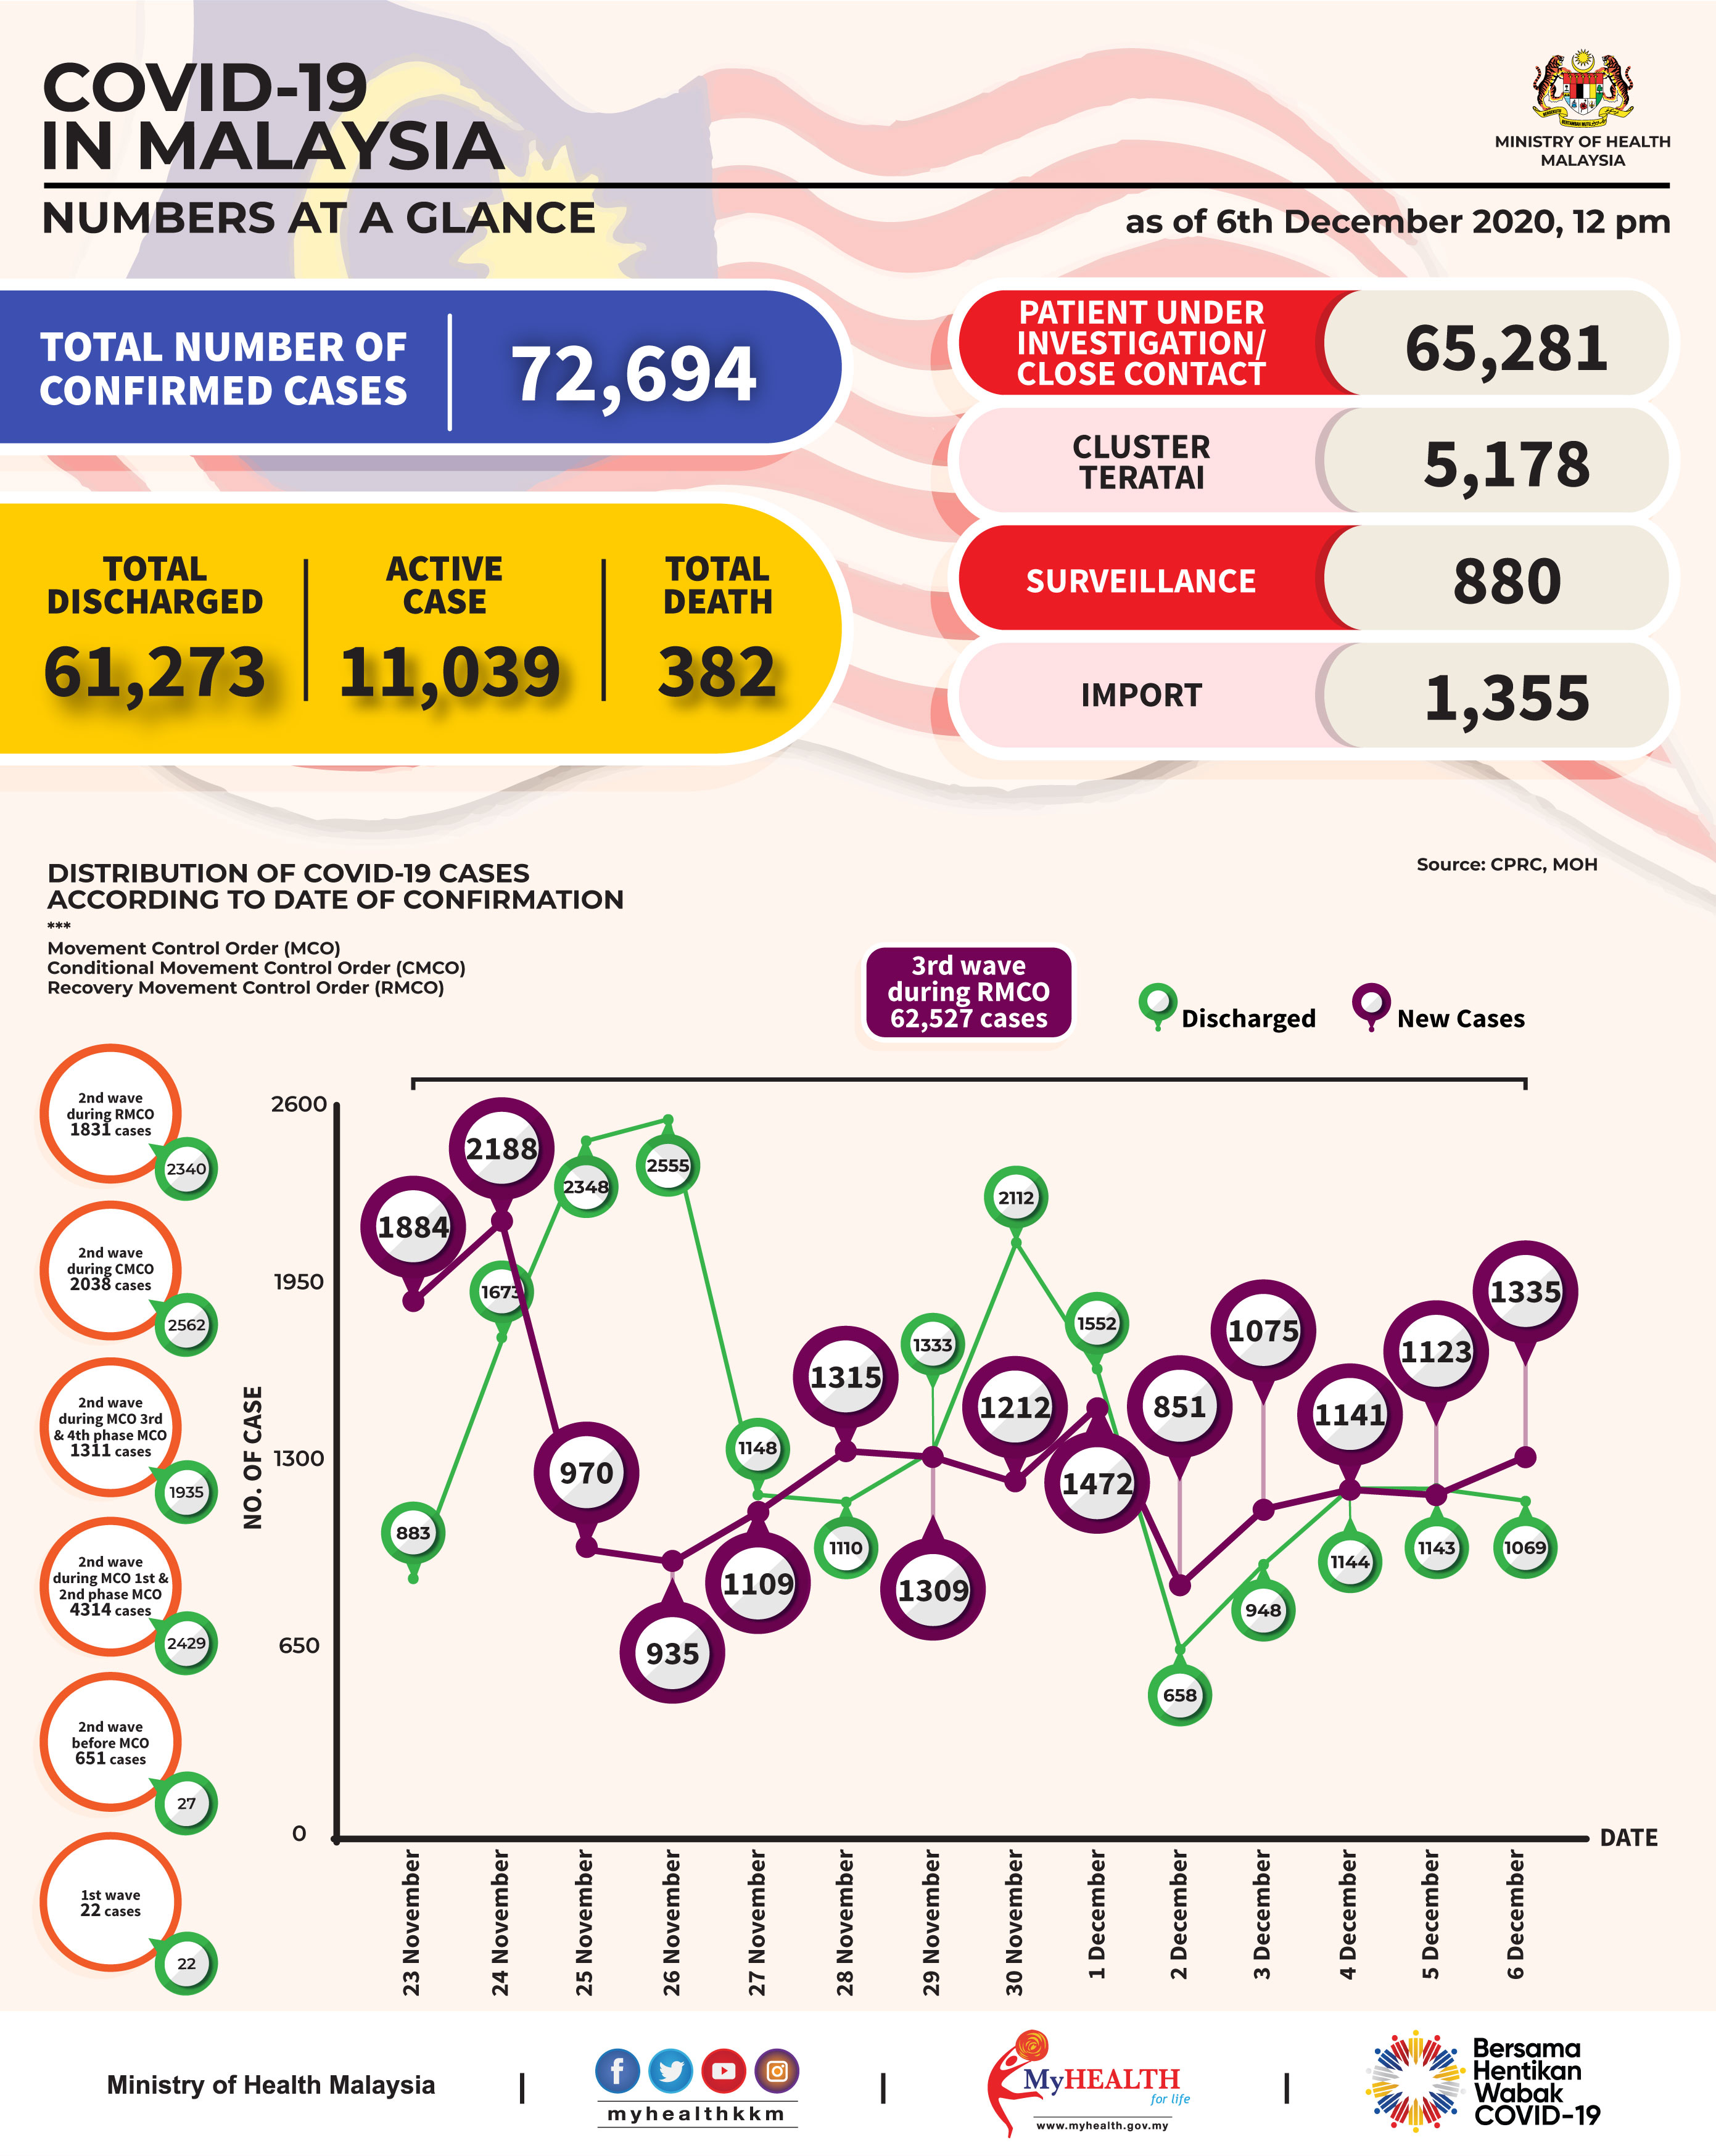 COVID-19
IN MALAYSIA
MINISTRY OF HEALTH
MALAYSIA
NUMBERS AT A GLANCE
as of 6th December 2020, 12 pm
TOTAL NUMBER OF
CONFIRMED CASES
72,694
TOTAL
DISCHARGED
61,273
ACTIVE
CASE
11,039
TOTAL
DEATH
382
PATIENT UNDER
INVESTIGATION/
CLOSE CONTACT
65,281
CLUSTER
TERATAI
5,178
SURVEILLANCE
880
IMPORT
1,355
DISTRIBUTION OF COVID-19 CASES
ACCORDING TO DATE OF CONFIRMATION
***
Movement Control Order (MCO)
Conditional Movement Control Order (CMCO)
Recovery Movement Control Order (RMCO)
Source: CPRC, MOH
3rd wave
during RMCO
62,527 cases
Discharged
New Cases
2nd wave
during RMCO
1831 cases
2340
2nd wave
during CMCO
2038 cases
2562
2nd wave
during MCO 3rd
& 4th phase MCO
1311 cases
1935
2nd wave
during MCO 1st &
2nd phase MCO
4314 cases
2429
2nd wave
before MCO
651 cases
27
1st wave
22 cases
22
NO. OF CASE
2600
1950
1300
650
0
1884
2188
970
935
1109
1315
1309
1212
1472
851
1075
1141
1123
1335
883
1673
2348
2555
1148
1110
1333
2112
1552
658
948
1144
1143
1069
DATE
23 November
24 November
25 November
26 November
27 November
28 November
29 November
30 November
1 December
2 December
3 December
4 December
5 December
6 December
Ministry of Health Malaysia
myhealthkkm
MyHEALTH
for life
www.myhealth.gov.my
Bersama
Hentikan
Wabak
COVID-19